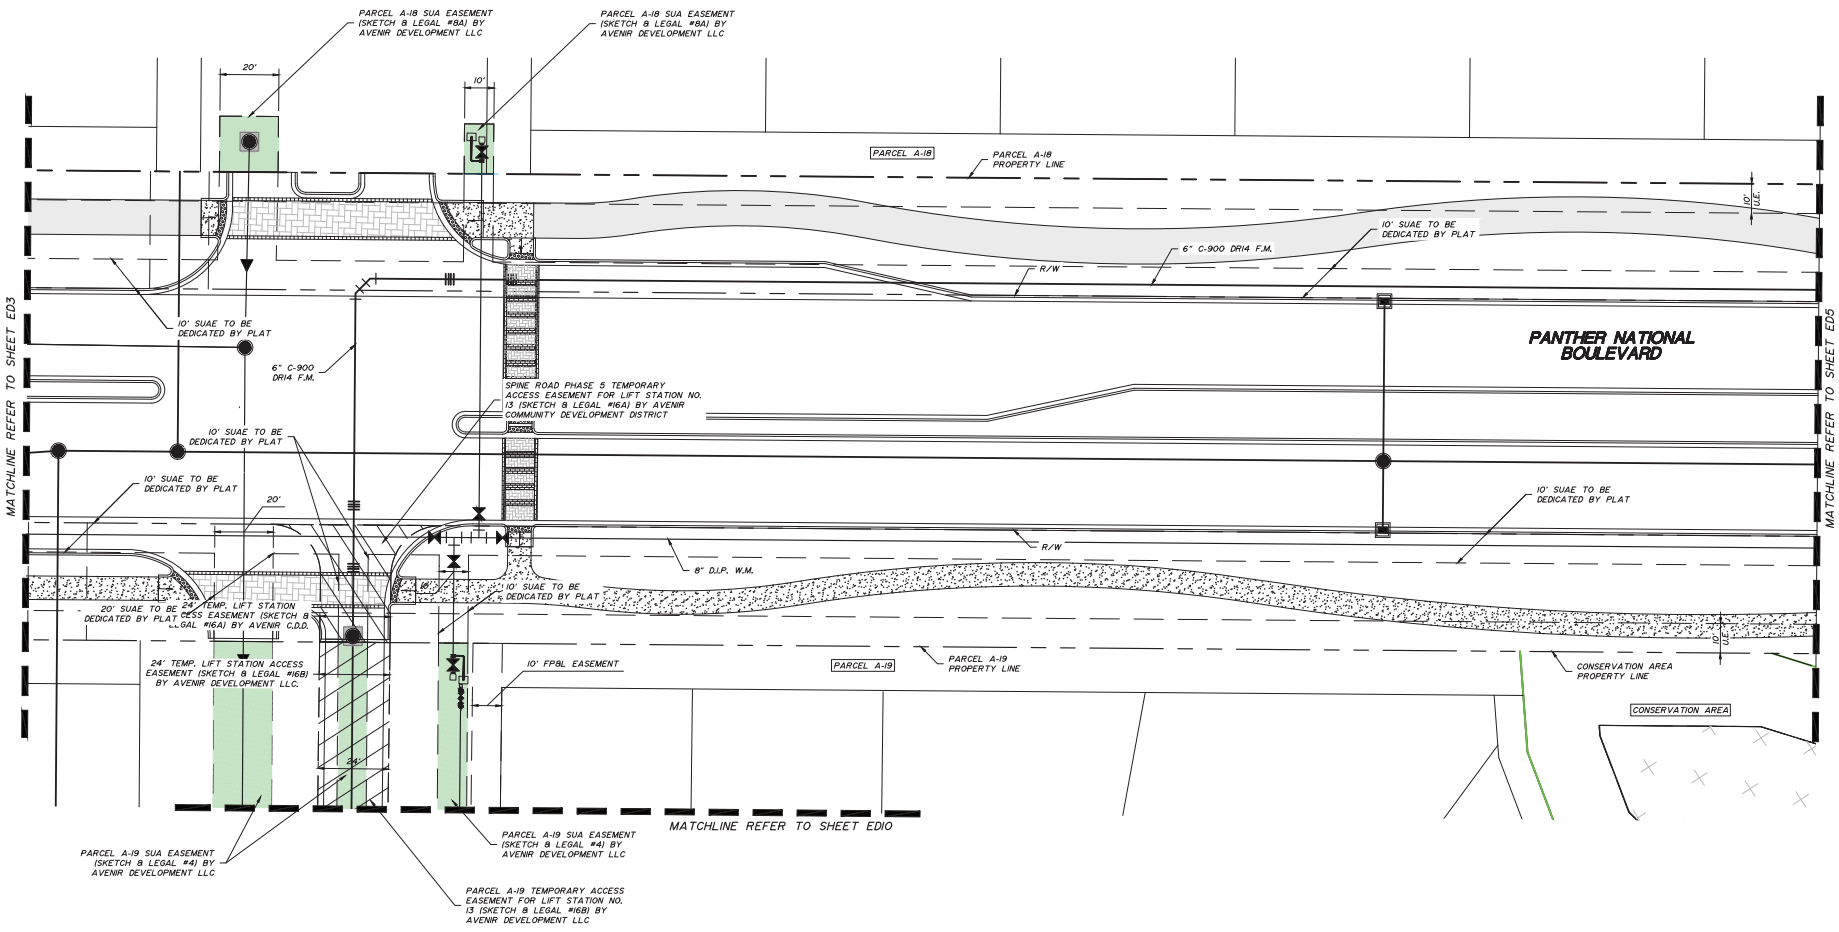 PARCEL A-18 SUA EASEMENT
(SKETCH & LEGAL #8A) BY
AVENIR DEVELOPMENT LLC
PARCEL A-18 SUA EASEMENT
(SKETCH & LEGAL #8A) BY
AVENIR DEVELOPMENT LLC
20'
10'
PARCEL A-18
PARCEL A-18
PROPERTY LINE
10'
U.E.
10' SUAE TO BE
DEDICATED BY PLAT
6" C-900 DR14 F.M.
R/W
MATCHLINE REFER TO SHEET ED3
10' SUAE TO BE
DEDICATED BY PLAT
PANTHER NATIONAL
BOULEVARD
MATCHLINE REFER TO SHEET ED5
6" C-900
DR14 F.M.
SPINE ROAD PHASE 5 TEMPORARY
ACCESS EASEMENT FOR LIFT STATION NO.
13 (SKETCH & LEGAL #16A) BY AVENIR
COMMUNITY DEVELOPMENT DISTRICT
10' SUAE TO BE
DEDICATED BY PLAT
10' SUAE TO BE
DEDICATED BY PLAT
20'
10' SUAE TO BE
DEDICATED BY PLAT
R/W
8" D.I.P. W.M.
10' SUAE TO BE
DEDICATED BY PLAT
20' SUAE TO BE
DEDICATED BY PLAT
24' TEMP. LIFT STATION
CESS EASEMENT (SKETCH &
LEGAL #16A) BY AVENIR C.D.D.
10'
U.E.
24' TEMP. LIFT STATION ACCESS
EASEMENT (SKETCH & LEGAL #16B)
BY AVENIR DEVELOPMENT LLC.
10' FP&L EASEMENT
PARCEL A-19
PARCEL A-19
PROPERTY LINE
CONSERVATION AREA
PROPERTY LINE
CONSERVATION AREA
24'
MATCHLINE REFER TO SHEET ED10
PARCEL A-19 SUA EASEMENT
(SKETCH & LEGAL #4) BY
AVENIR DEVELOPMENT LLC
PARCEL A-19 SUA EASEMENT
(SKETCH & LEGAL #4) BY
AVENIR DEVELOPMENT LLC
PARCEL A-19 TEMPORARY ACCESS
EASEMENT FOR LIFT STATION NO.
13 (SKETCH & LEGAL #16B) BY
AVENIR DEVELOPMENT LLC